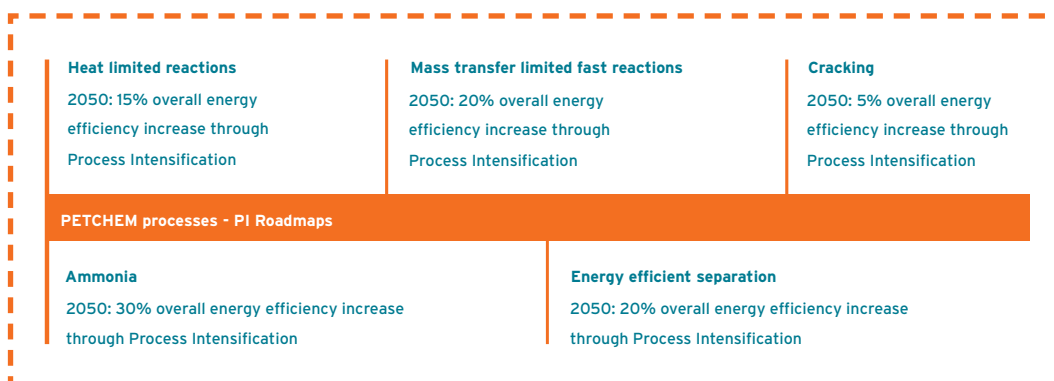 Heat limited reactions
2050: 15% overall energy
efficiency increase through
Process Intensification
Mass transfer limited fast reactions
2050: 20% overall energy
efficiency increase through
Process Intensification
Cracking
2050: 5% overall energy
efficiency increase through
Process Intensification
PETCHEM processes - PI Roadmaps
Ammonia
2050: 30% overall energy efficiency increase
through Process Intensification
Energy efficient separation
2050: 20% overall energy efficiency increase
through Process Intensification